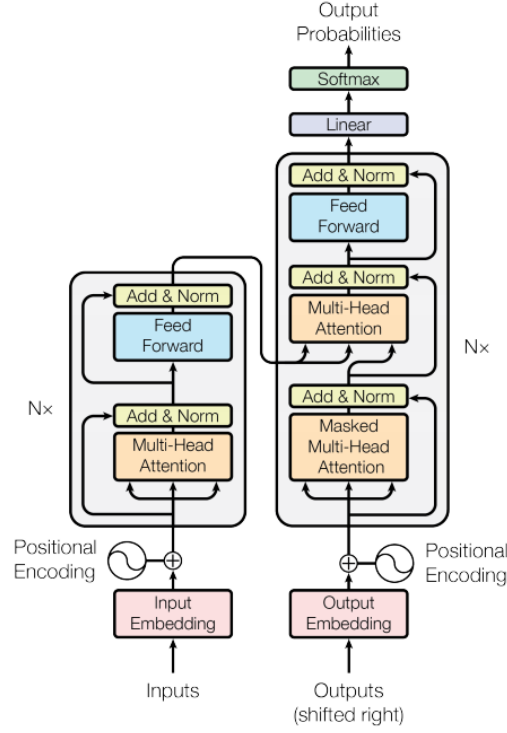 Output
Probabilities
Softmax
Linear
Add & Norm
Feed
Forward
Add & Norm
Multi-Head
Attention
Add & Norm
Masked
Multi-Head
Attention
N×
Add & Norm
Feed
Forward
Add & Norm
Multi-Head
Attention
N×
Positional
Encoding
Positional
Encoding
Input
Embedding
Output
Embedding
Inputs
Outputs
(shifted right)